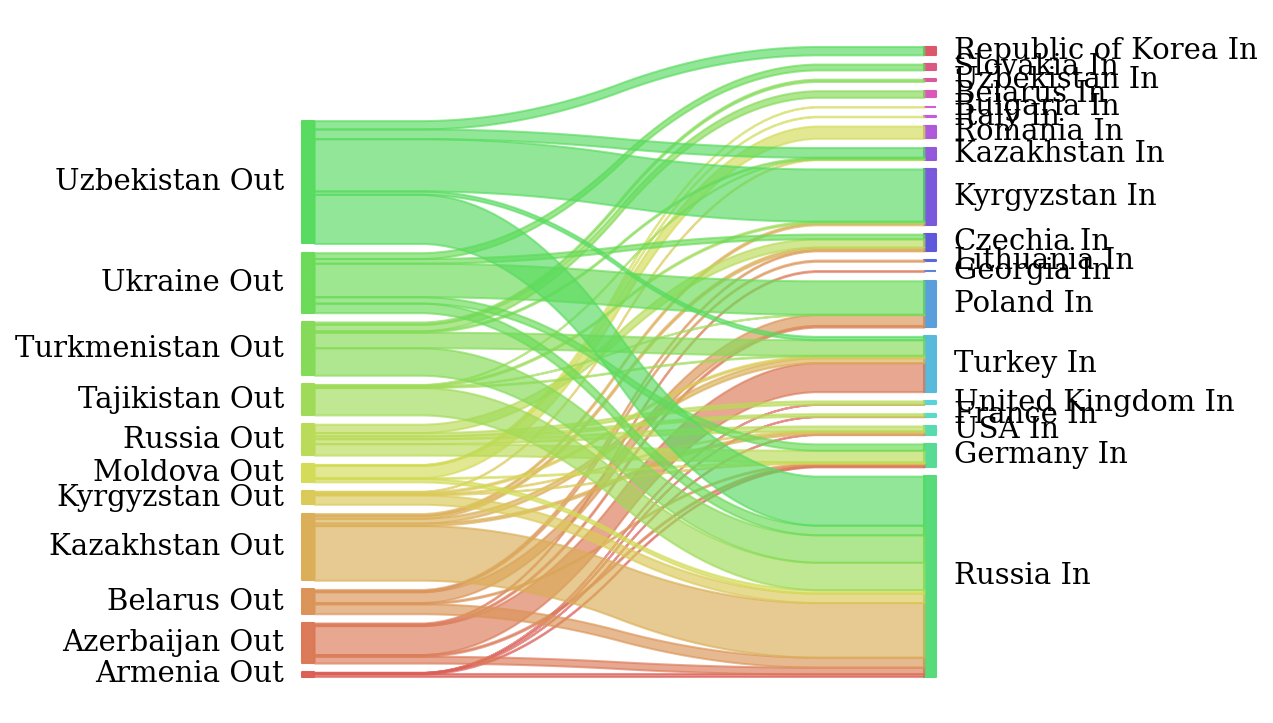 Uzbekistan Out
Ukraine Out
Turkmenistan Out
Tajikistan Out
Russia Out
Moldova Out
Kyrgyzstan Out
Kazakhstan Out
Belarus Out
Azerbaijan Out
Armenia Out
Republic of Korea In
Slovakia In
Uzbekistan In
Belarus In
Bulgaria In
Italy In
Romania In
Kazakhstan In
Kyrgyzstan In
Czechia In
Lithuania In
Georgia In
Poland In
Turkey In
United Kingdom In
France In
USA In
Germany In
Russia In